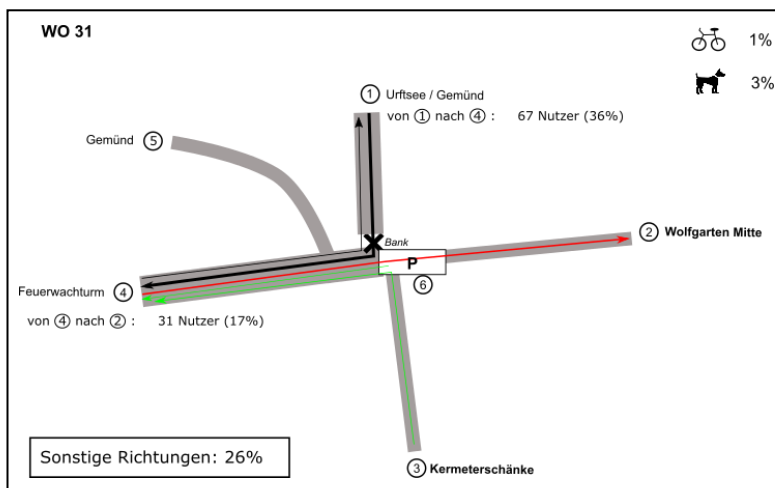 WO 31
1%
3%
① Urftsee / Gemünd
von ① nach ④ : 67 Nutzer (36%)
Gemünd ⑤
② Wolfgarten Mitte
Bank
P
⑥
Feuerwachturm ④
von ④ nach ② : 31 Nutzer (17%)
Sonstige Richtungen: 26%
③ Kermeterschänke